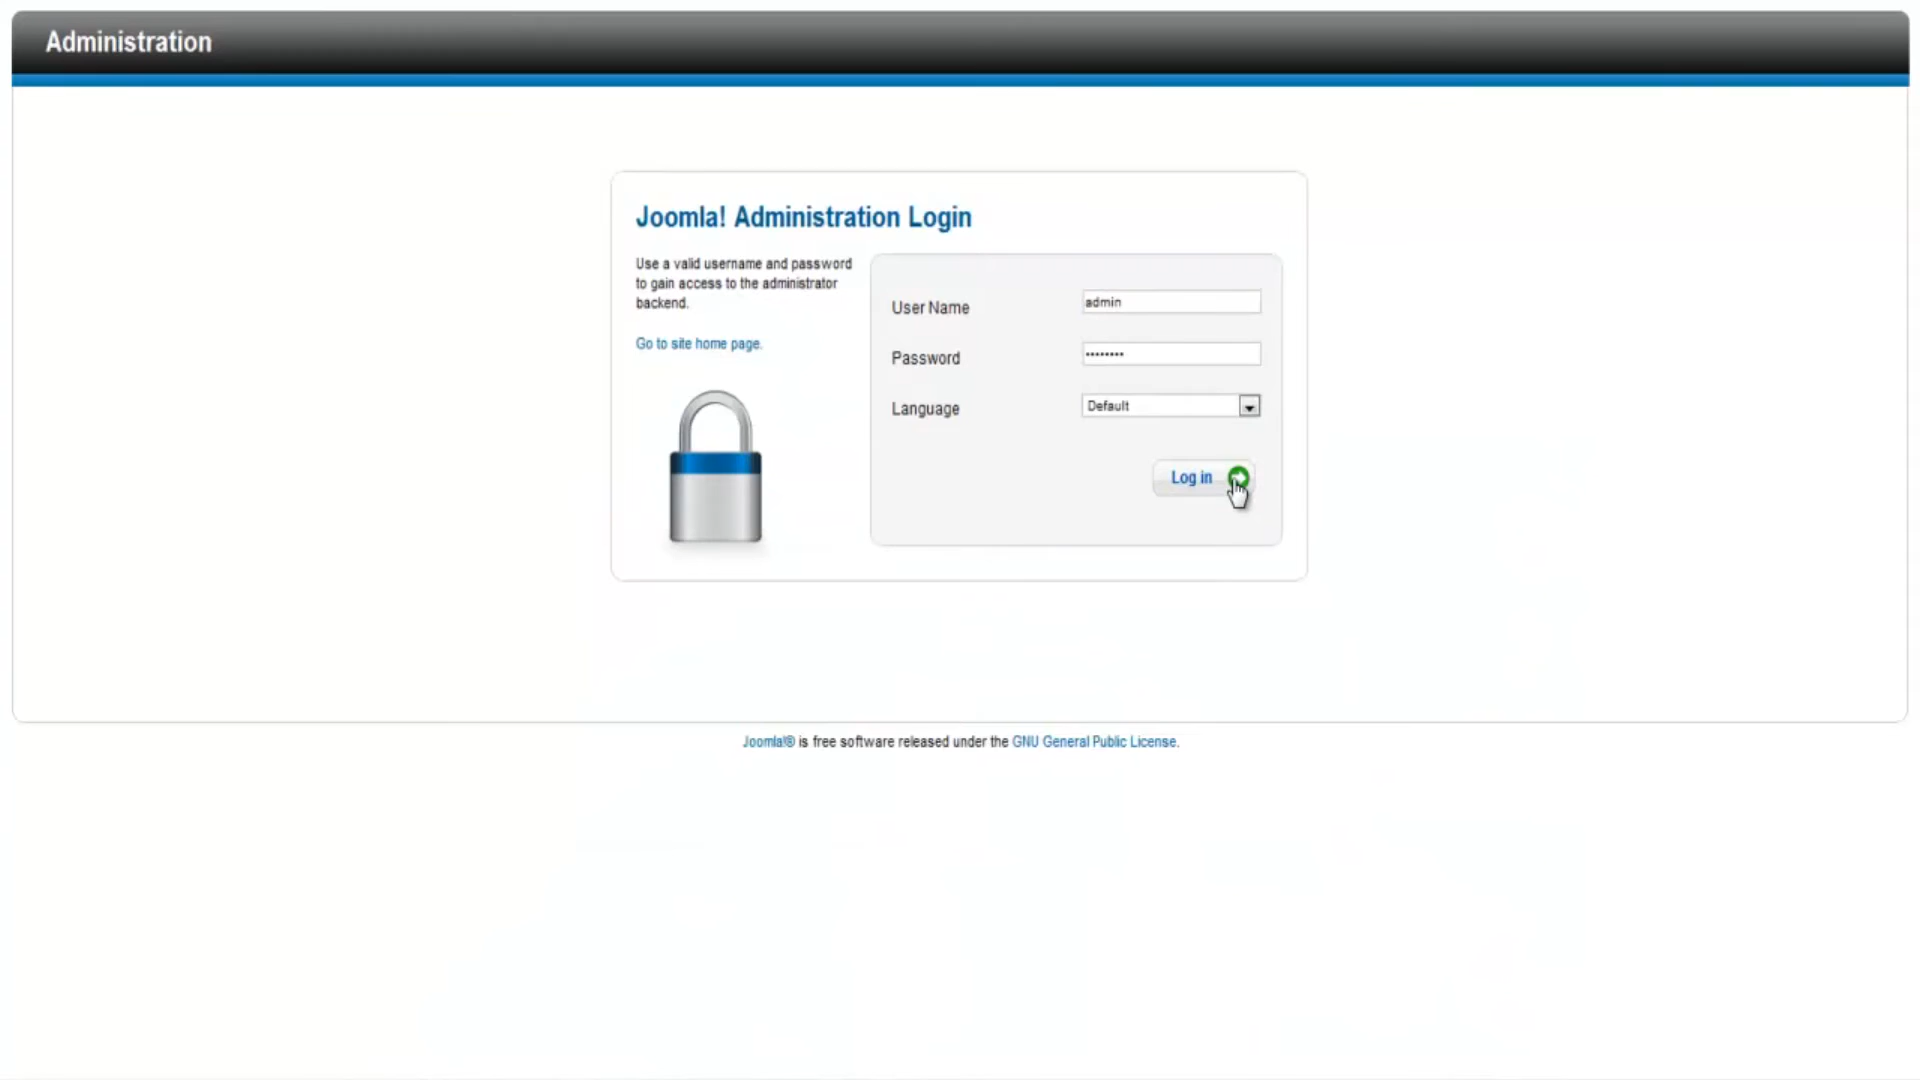 Administration
Joomla! Administration Login
Use a valid username and password
to gain access to the administrator
backend.
Go to site home page.
User Name
admin
Password
••••••••
Language
Default
Log in
Joomla!® is free software released under the GNU General Public License.